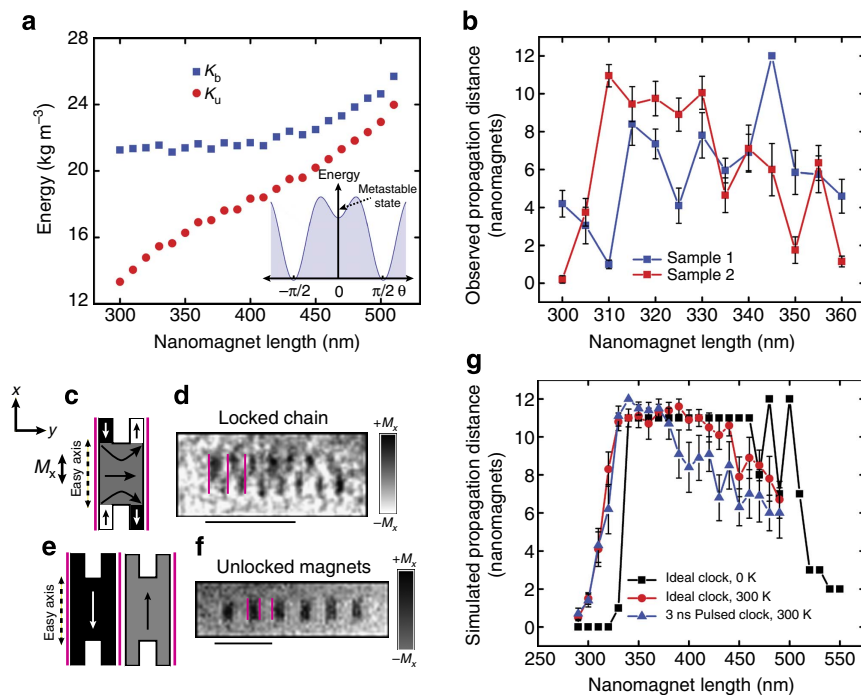 a
Energy (kg m–3)
28
24
20
16
12
Kb
Ku
Energy
Metastable state
–π/2 0 π/2 θ
300 350 400 450 500
Nanomagnet length (nm)
b
Observed propagation distance
(nanomagnets)
12
10
8
6
4
2
0
Sample 1
Sample 2
300 310 320 330 340 350 360
Nanomagnet length (nm)
x
y
Mx
c
Easy axis
d
Locked chain
+Mx
–Mx
e
Easy axis
f
Unlocked magnets
+Mx
–Mx
g
Simulated propagation distance
(nanomagnets)
12
10
8
6
4
2
0
Ideal clock, 0 K
Ideal clock, 300 K
3 ns Pulsed clock, 300 K
250 300 350 400 450 500 550
Nanomagnet length (nm)